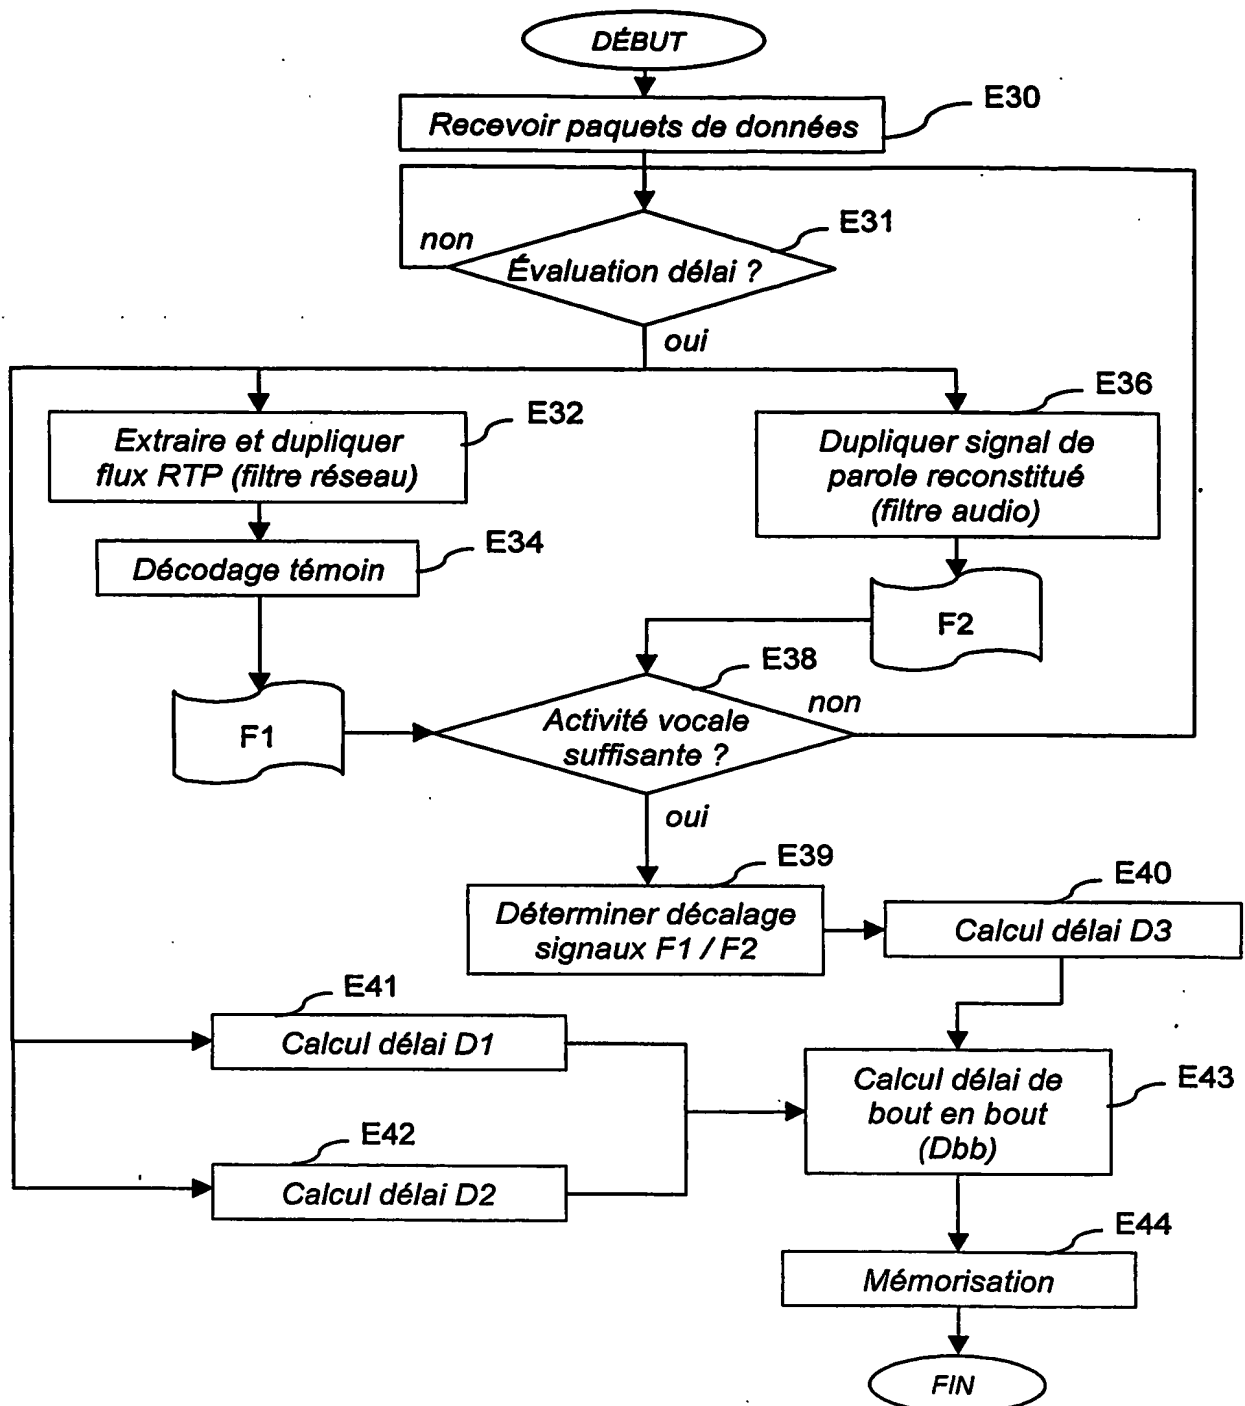 DÉBUT
E30
Recevoir paquets de données
E31
non
Évaluation délai ?
oui
E32
Extraire et dupliquer
flux RTP (filtre réseau)
E36
Dupliquer signal de
parole reconstitué
(filtre audio)
E34
Décodage témoin
F2
E38
non
F1
Activité vocale
suffisante ?
oui
E39
Déterminer décalage
signaux F1 / F2
E40
Calcul délai D3
E41
Calcul délai D1
E43
Calcul délai de
bout en bout
(Dbb)
E42
Calcul délai D2
E44
Mémorisation
FIN